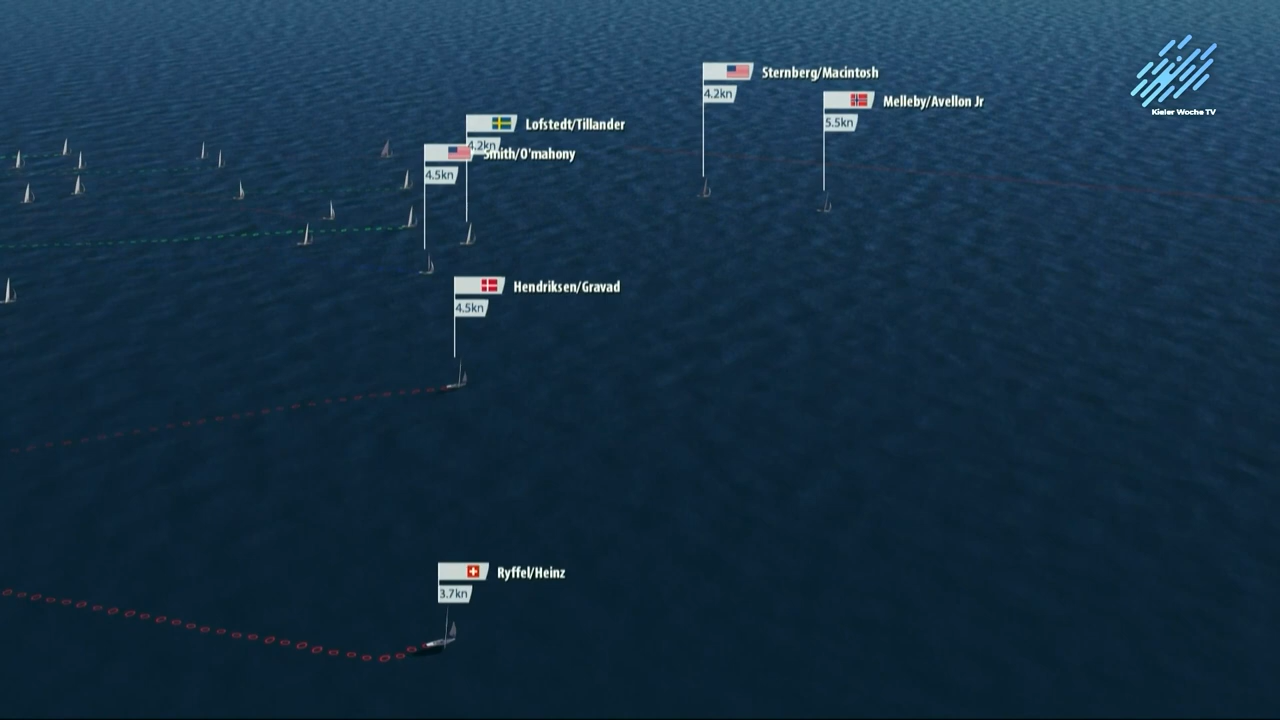 Sternberg/Macintosh
4.2kn
Melleby/Avellon Jr
5.5kn
Lofstedt/Tillander
4.2kn
Smith/O'mahony
4.5kn
Hendriksen/Gravad
4.5kn
Ryffel/Heinz
3.7kn
Kieler Woche TV